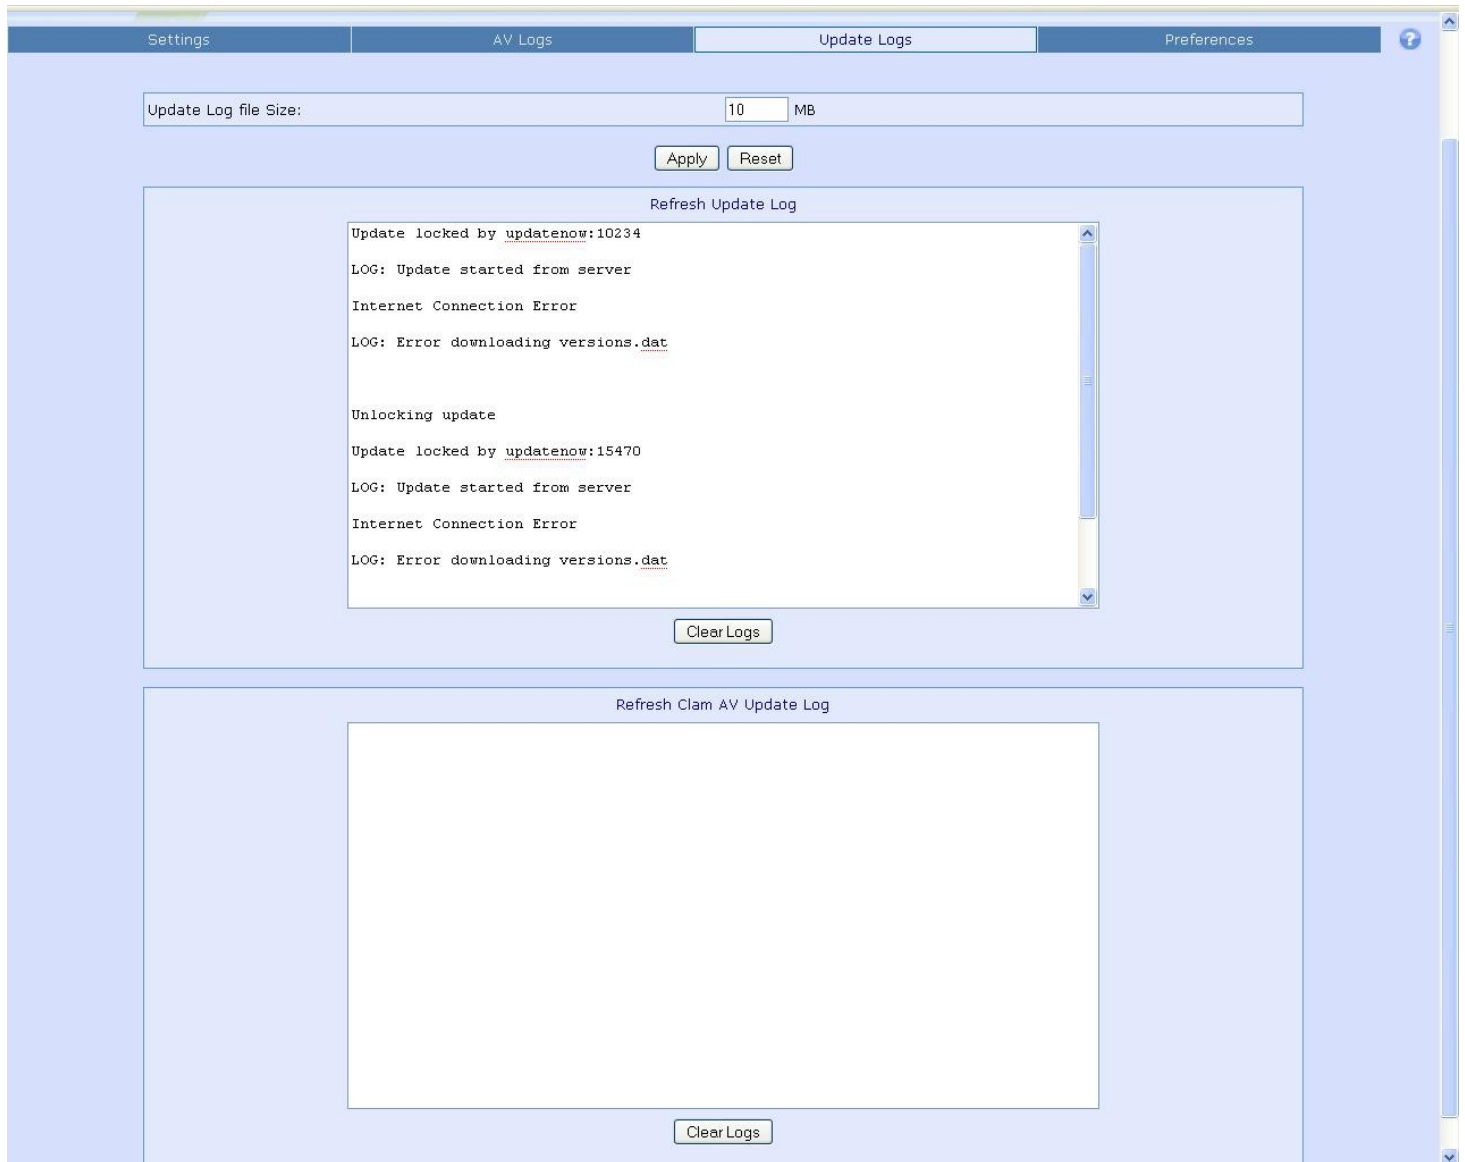 Settings AV Logs Update Logs Preferences ?
Update Log file Size: 10 MB
Apply Reset
Refresh Update Log
Update locked by updatenow:10234
LOG: Update started from server
Internet Connection Error
LOG: Error downloading versions.dat
Unlocking update
Update locked by updatenow:15470
LOG: Update started from server
Internet Connection Error
LOG: Error downloading versions.dat
Clear Logs
Refresh Clam AV Update Log
Clear Logs